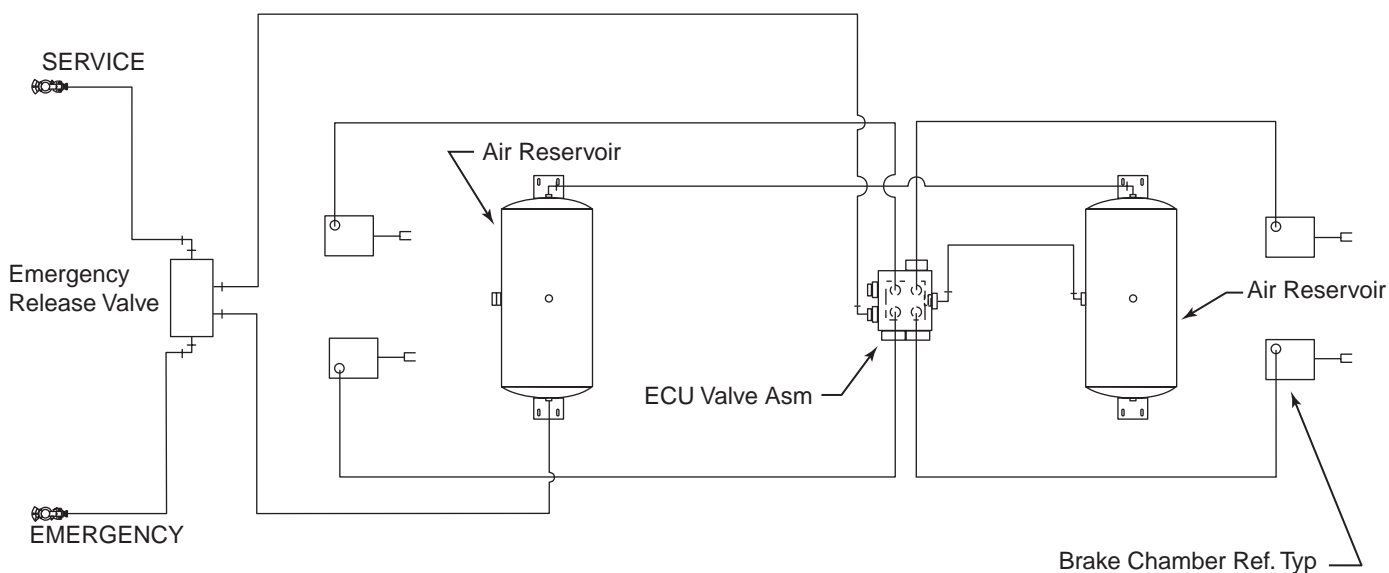 SERVICE
Air Reservoir
Emergency
Release Valve
Air Reservoir
ECU Valve Asm
EMERGENCY
Brake Chamber Ref. Typ